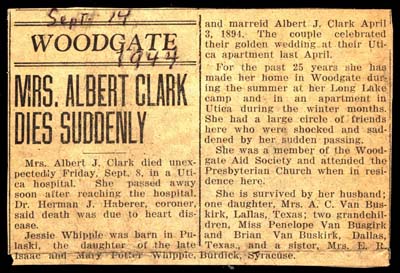 Sept. 14,
WOODGATE
1944
MRS. ALBERT CLARK
DIES SUDDENLY
Mrs. Albert J. Clark died unex-
pectedly Friday, Sept. 8, in a Utica
hospital. She passed away
soon after reaching the hospital.
Dr. Herman J. Haberer, coroner,
said death was due to heart dis-
ease.
Jessie Whipple was barn in Pu-
laski, the daughter of the late
Isaac and Mary Potter Whipple.
and marreid Albert J. Clark April
3, 1894. The couple celebrated
their golden wedding at their Uti-
ca apartment last April.
For the past 25 years she has
made her home in Woodgate dur-
ing the summer at her Long Lake
camp and in an apartment in
Utica during the winter months.
She had a large circle of friends
here who were shocked and sad-
dened by her sudden passing.
She was a member of the Wood-
gate Aid Society and attended the
Presbyterian Church when in resi-
dence here.
She is survived by her husband;
one daughter, Mrs. A. C. Van Bus-
kirk, Lallas, Texas; two grandchil-
dren, Miss Penelope Van Buskirg
and Brian Van Buskirk, Dallas,
Texas., and a sister, Mrs. E. R.
Burdick, Syracuse.